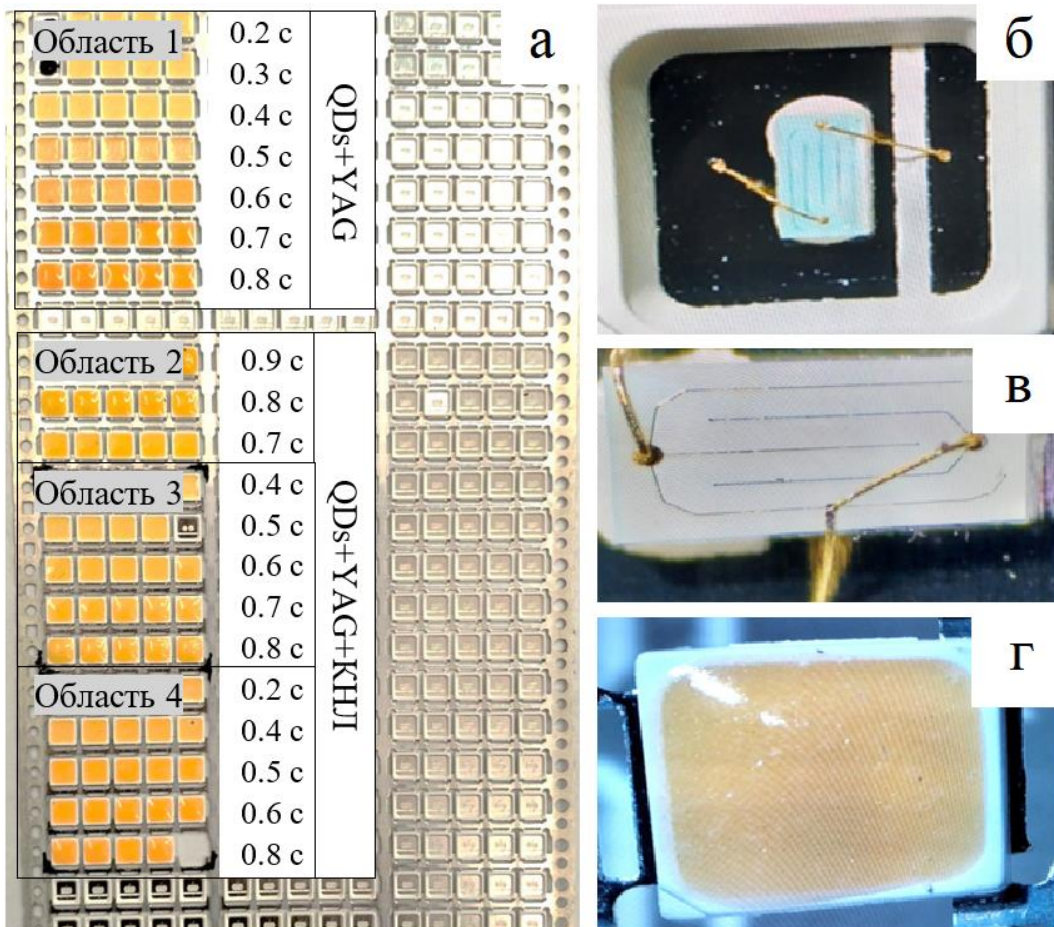 а
Область 1
0.2 с
0.3 с
0.4 с
0.5 с
0.6 с
0.7 с
0.8 с
QDs+YAG
Область 2
0.9 с
0.8 с
0.7 с
Область 3
0.4 с
0.5 с
0.6 с
0.7 с
0.8 с
Область 4
0.2 с
0.4 с
0.5 с
0.6 с
0.8 с
QDs+YAG+КНЛ
б
в
г